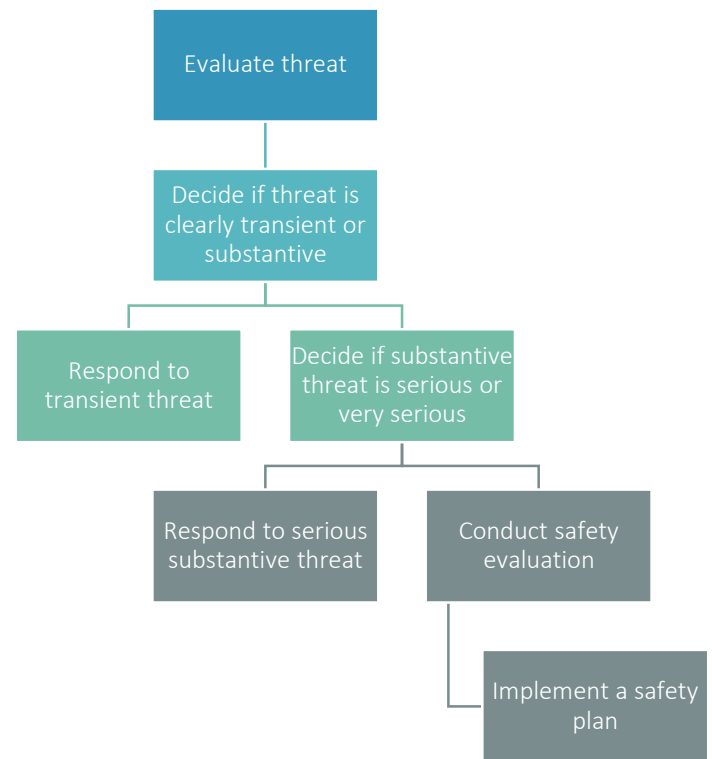 Evaluate threat
Decide if threat is
clearly transient or
substantive
Respond to
transient threat
Decide if substantive
threat is serious or
very serious
Respond to serious
substantive threat
Conduct safety
evaluation
Implement a safety
plan